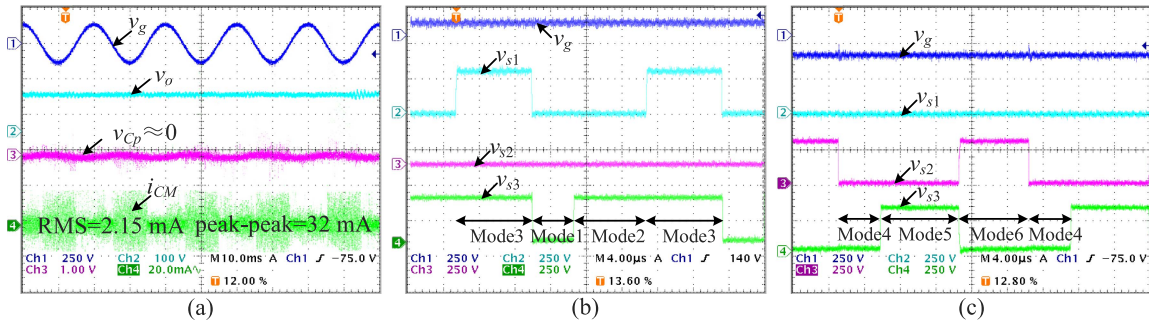 T
1
v_g
v_o
2
v_Cp≈0
3
i_CM
4
RMS=2.15 mA peak-peak=32 mA
Ch1 250 V Ch2 100 V M10.0ms A Ch1 ∫ −75.0 V
Ch3 1.00 V Ch4 20.0mA∿
T 12.00 %
(a)
T
1
v_g
v_s1
2
v_s2
3
v_s3
Mode3 Mode1 Mode2 Mode3
4
Ch1 250 V Ch2 250 V M4.00µs A Ch1 ∫ 140 V
Ch3 250 V Ch4 250 V
T 13.60 %
(b)
T
1
v_g
v_s1
2
3
v_s2
v_s3
Mode4 Mode5 Mode6 Mode4
4
Ch1 250 V Ch2 250 V M4.00µs A Ch1 ∫ −75.0 V
Ch3 250 V Ch4 250 V
T 12.80 %
(c)